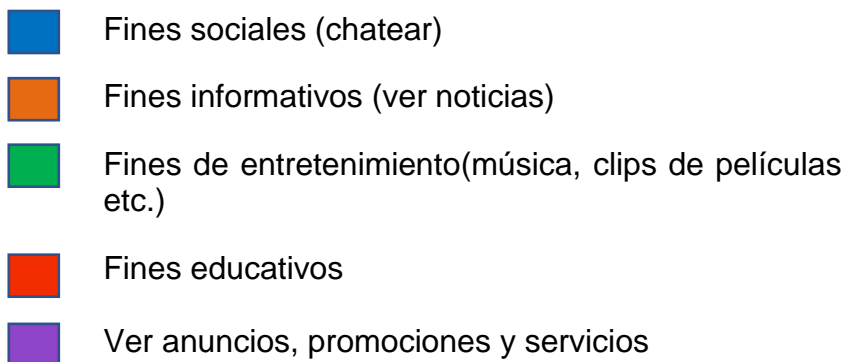 Fines sociales (chatear)
Fines informativos (ver noticias)
Fines de entretenimiento(música, clips de películas
etc.)
Fines educativos
Ver anuncios, promociones y servicios